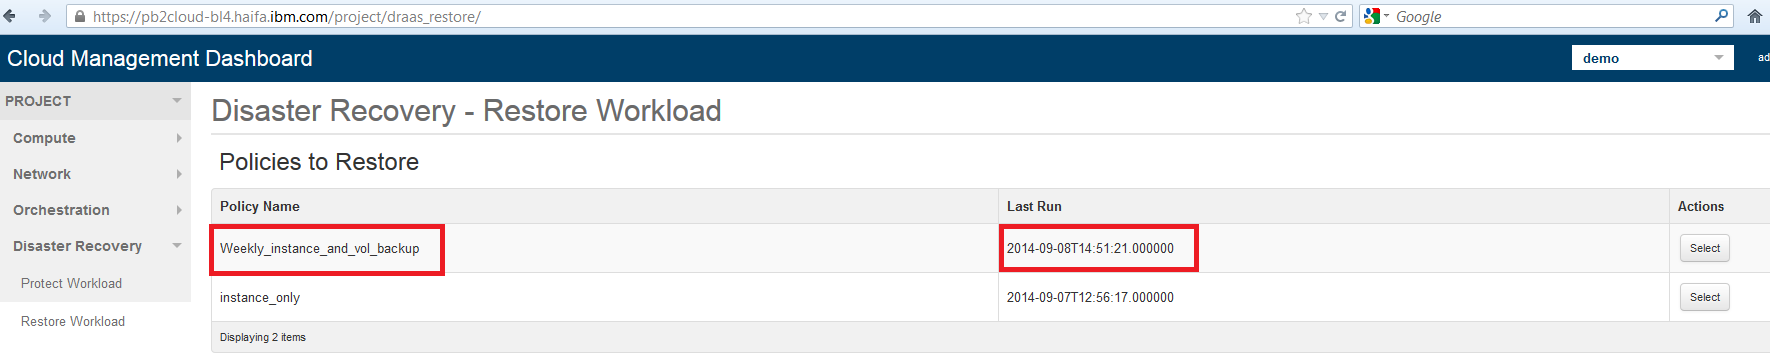 https://pb2cloud-bl4.haifa.ibm.com/project/draas_restore/
Google
Cloud Management Dashboard
demo
ad
PROJECT
Compute
Network
Orchestration
Disaster Recovery
Protect Workload
Restore Workload
Disaster Recovery - Restore Workload
Policies to Restore
Policy Name Last Run Actions
Weekly_instance_and_vol_backup 2014-09-08T14:51:21.000000 Select
instance_only 2014-09-07T12:56:17.000000 Select
Displaying 2 items